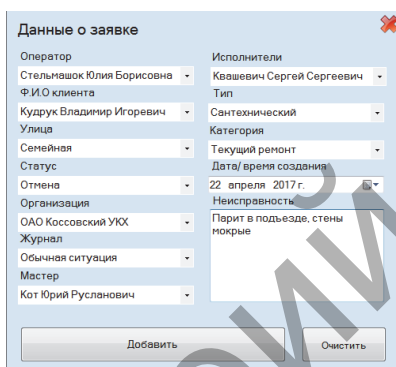 Данные о заявке
Оператор
Стельмашок Юлия Борисовна
Ф.И.О клиента
Кудрук Владимир Игоревич
Улица
Семейная
Статус
Отмена
Организация
ОАО Коссовский УКХ
Журнал
Обычная ситуация
Мастер
Кот Юрий Русланович
Исполнители
Квашевич Сергей Сергеевич
Тип
Сантехнический
Категория
Текущий ремонт
Дата/ время создания
22 апреля 2017 г.
Неисправность
Парит в подъезде, стены
мокрые
Добавить
Очистить